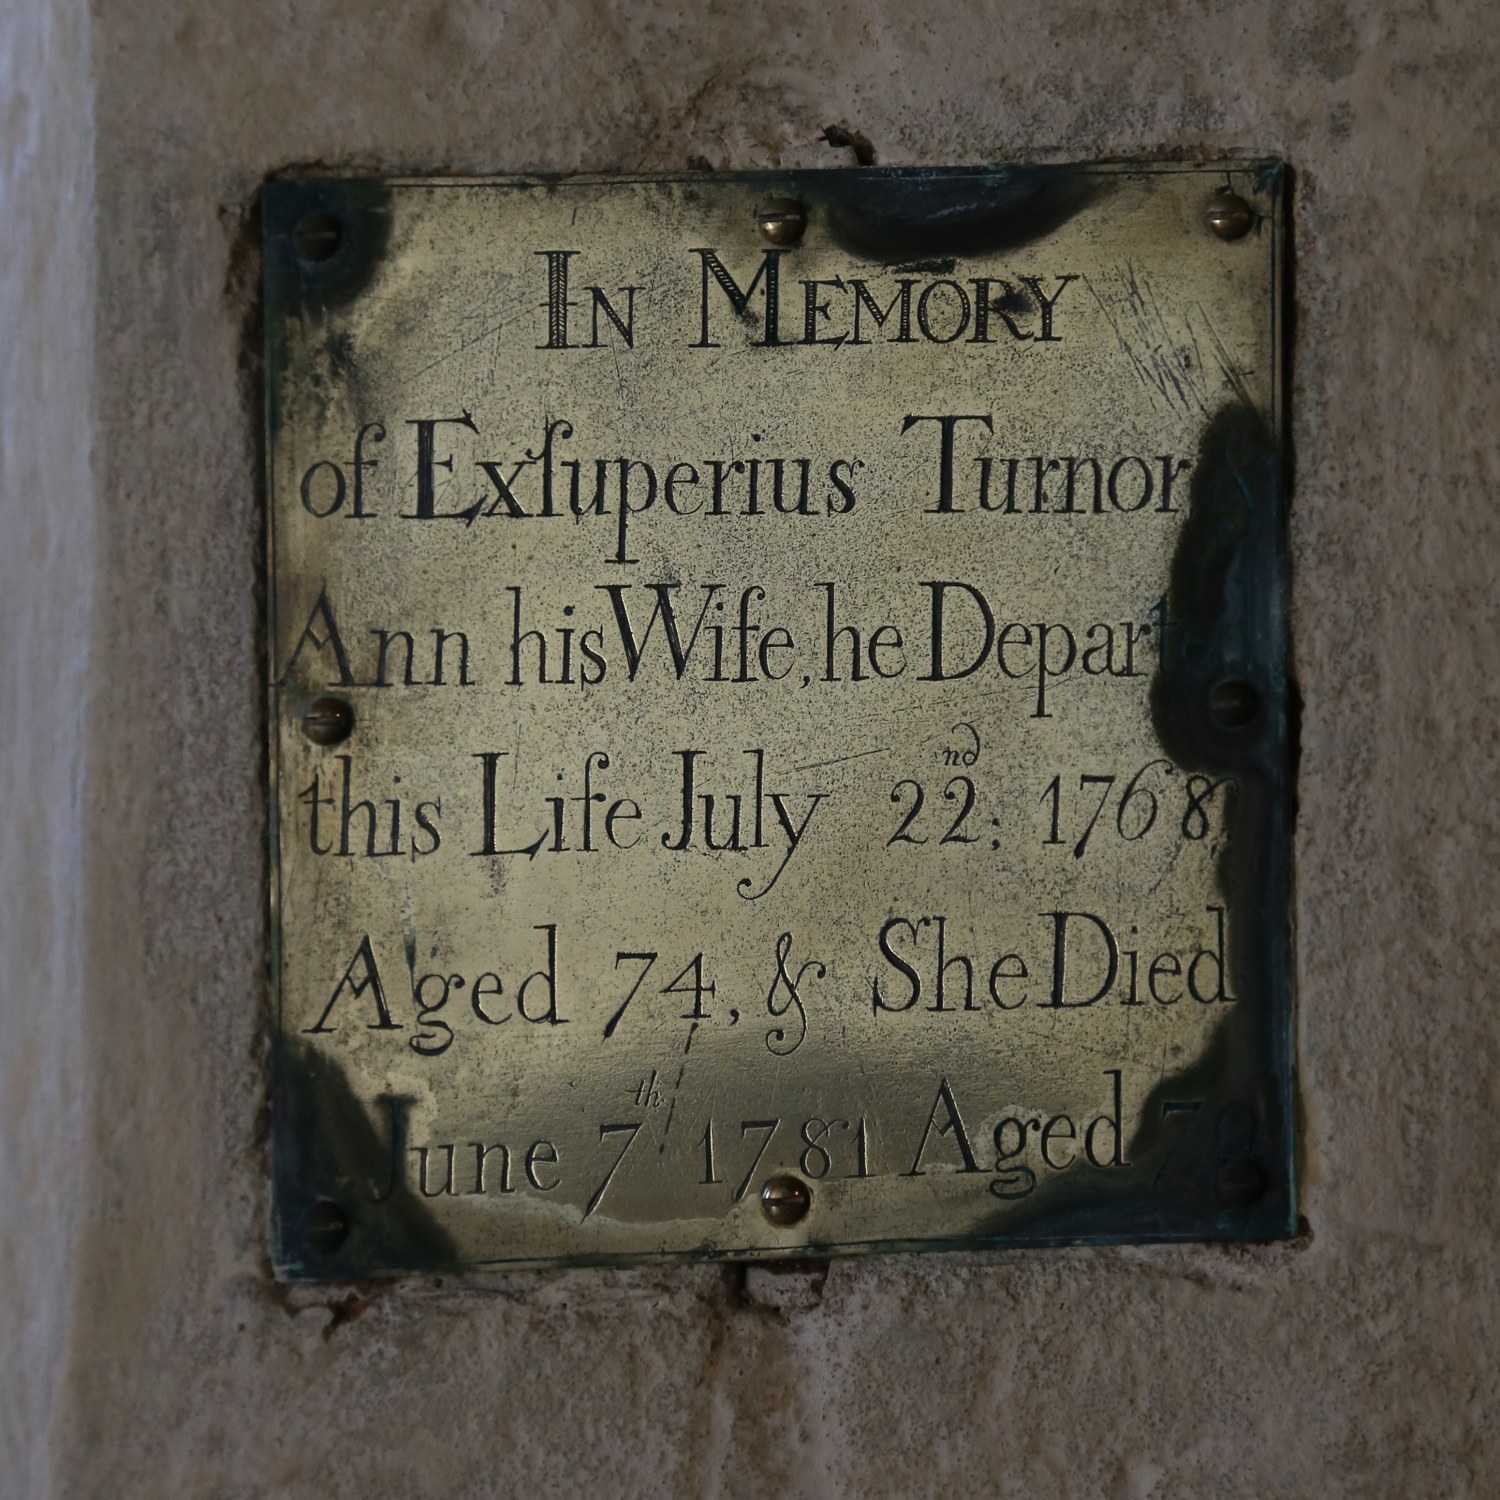 In Memory
of Exſuperius Turnor &
Ann his Wife, he Departed
this Life July 22nd: 1768
Aged 74, & She Died
June 7th 1781 Aged